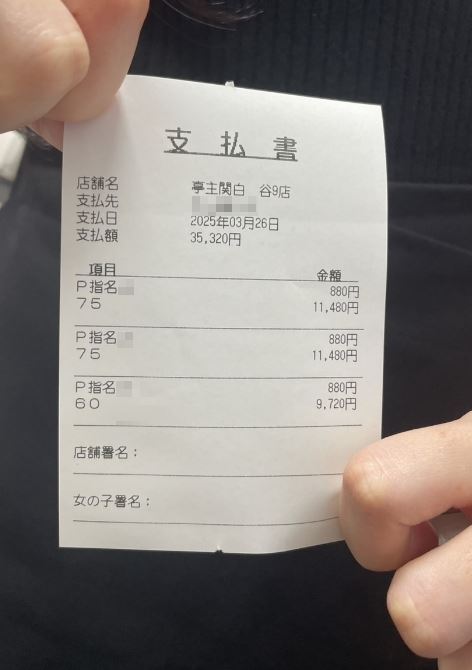 支払書
店舗名 亭主関白 谷9店
支払先
支払日 2025年03月26日
支払額 35,320円
項目 金額
P指名 880円
75 11,480円
P指名 880円
75 11,480円
P指名 880円
60 9,720円
店舗署名：
女の子署名：